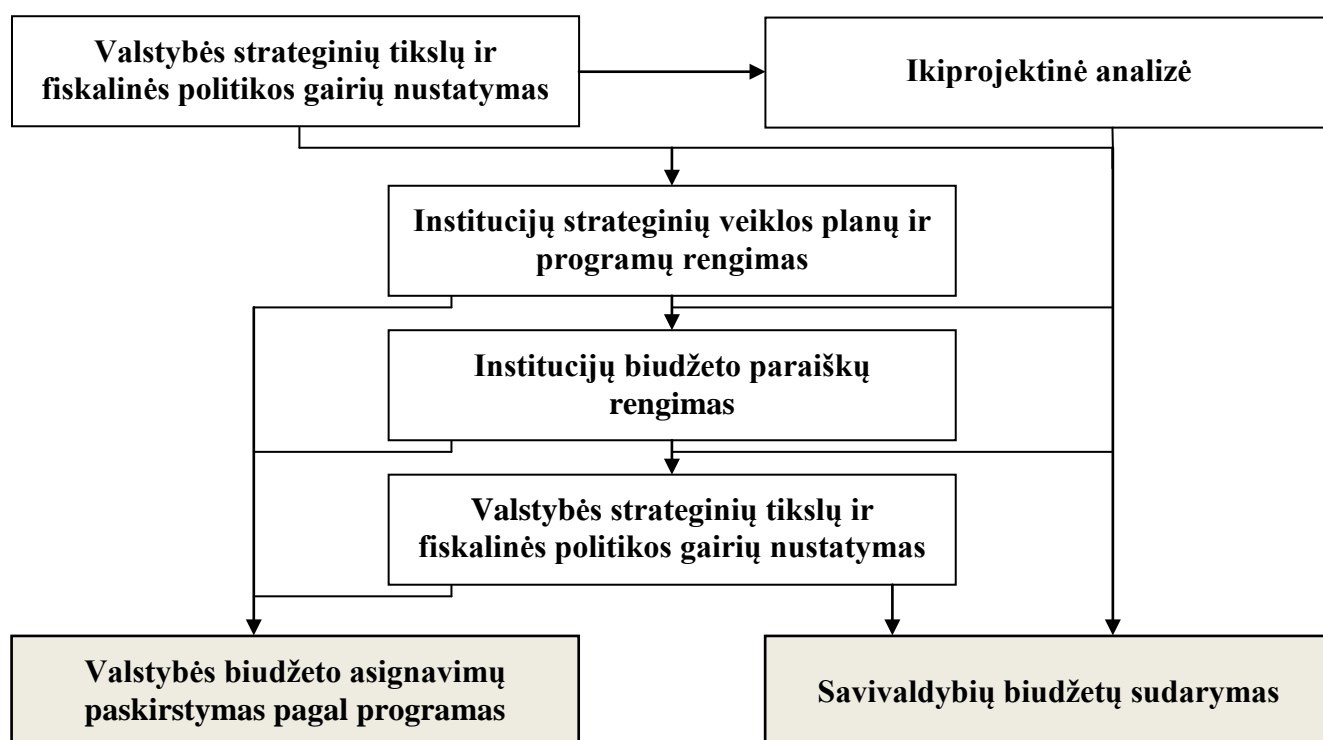 Valstybės strateginių tikslų ir
fiskalinės politikos gairių nustatymas
Ikiprojektinė analizė
Institucijų strateginių veiklos planų ir
programų rengimas
Institucijų biudžeto paraiškų
rengimas
Valstybės strateginių tikslų ir
fiskalinės politikos gairių nustatymas
Valstybės biudžeto asignavimų
paskirstymas pagal programas
Savivaldybių biudžetų sudarymas